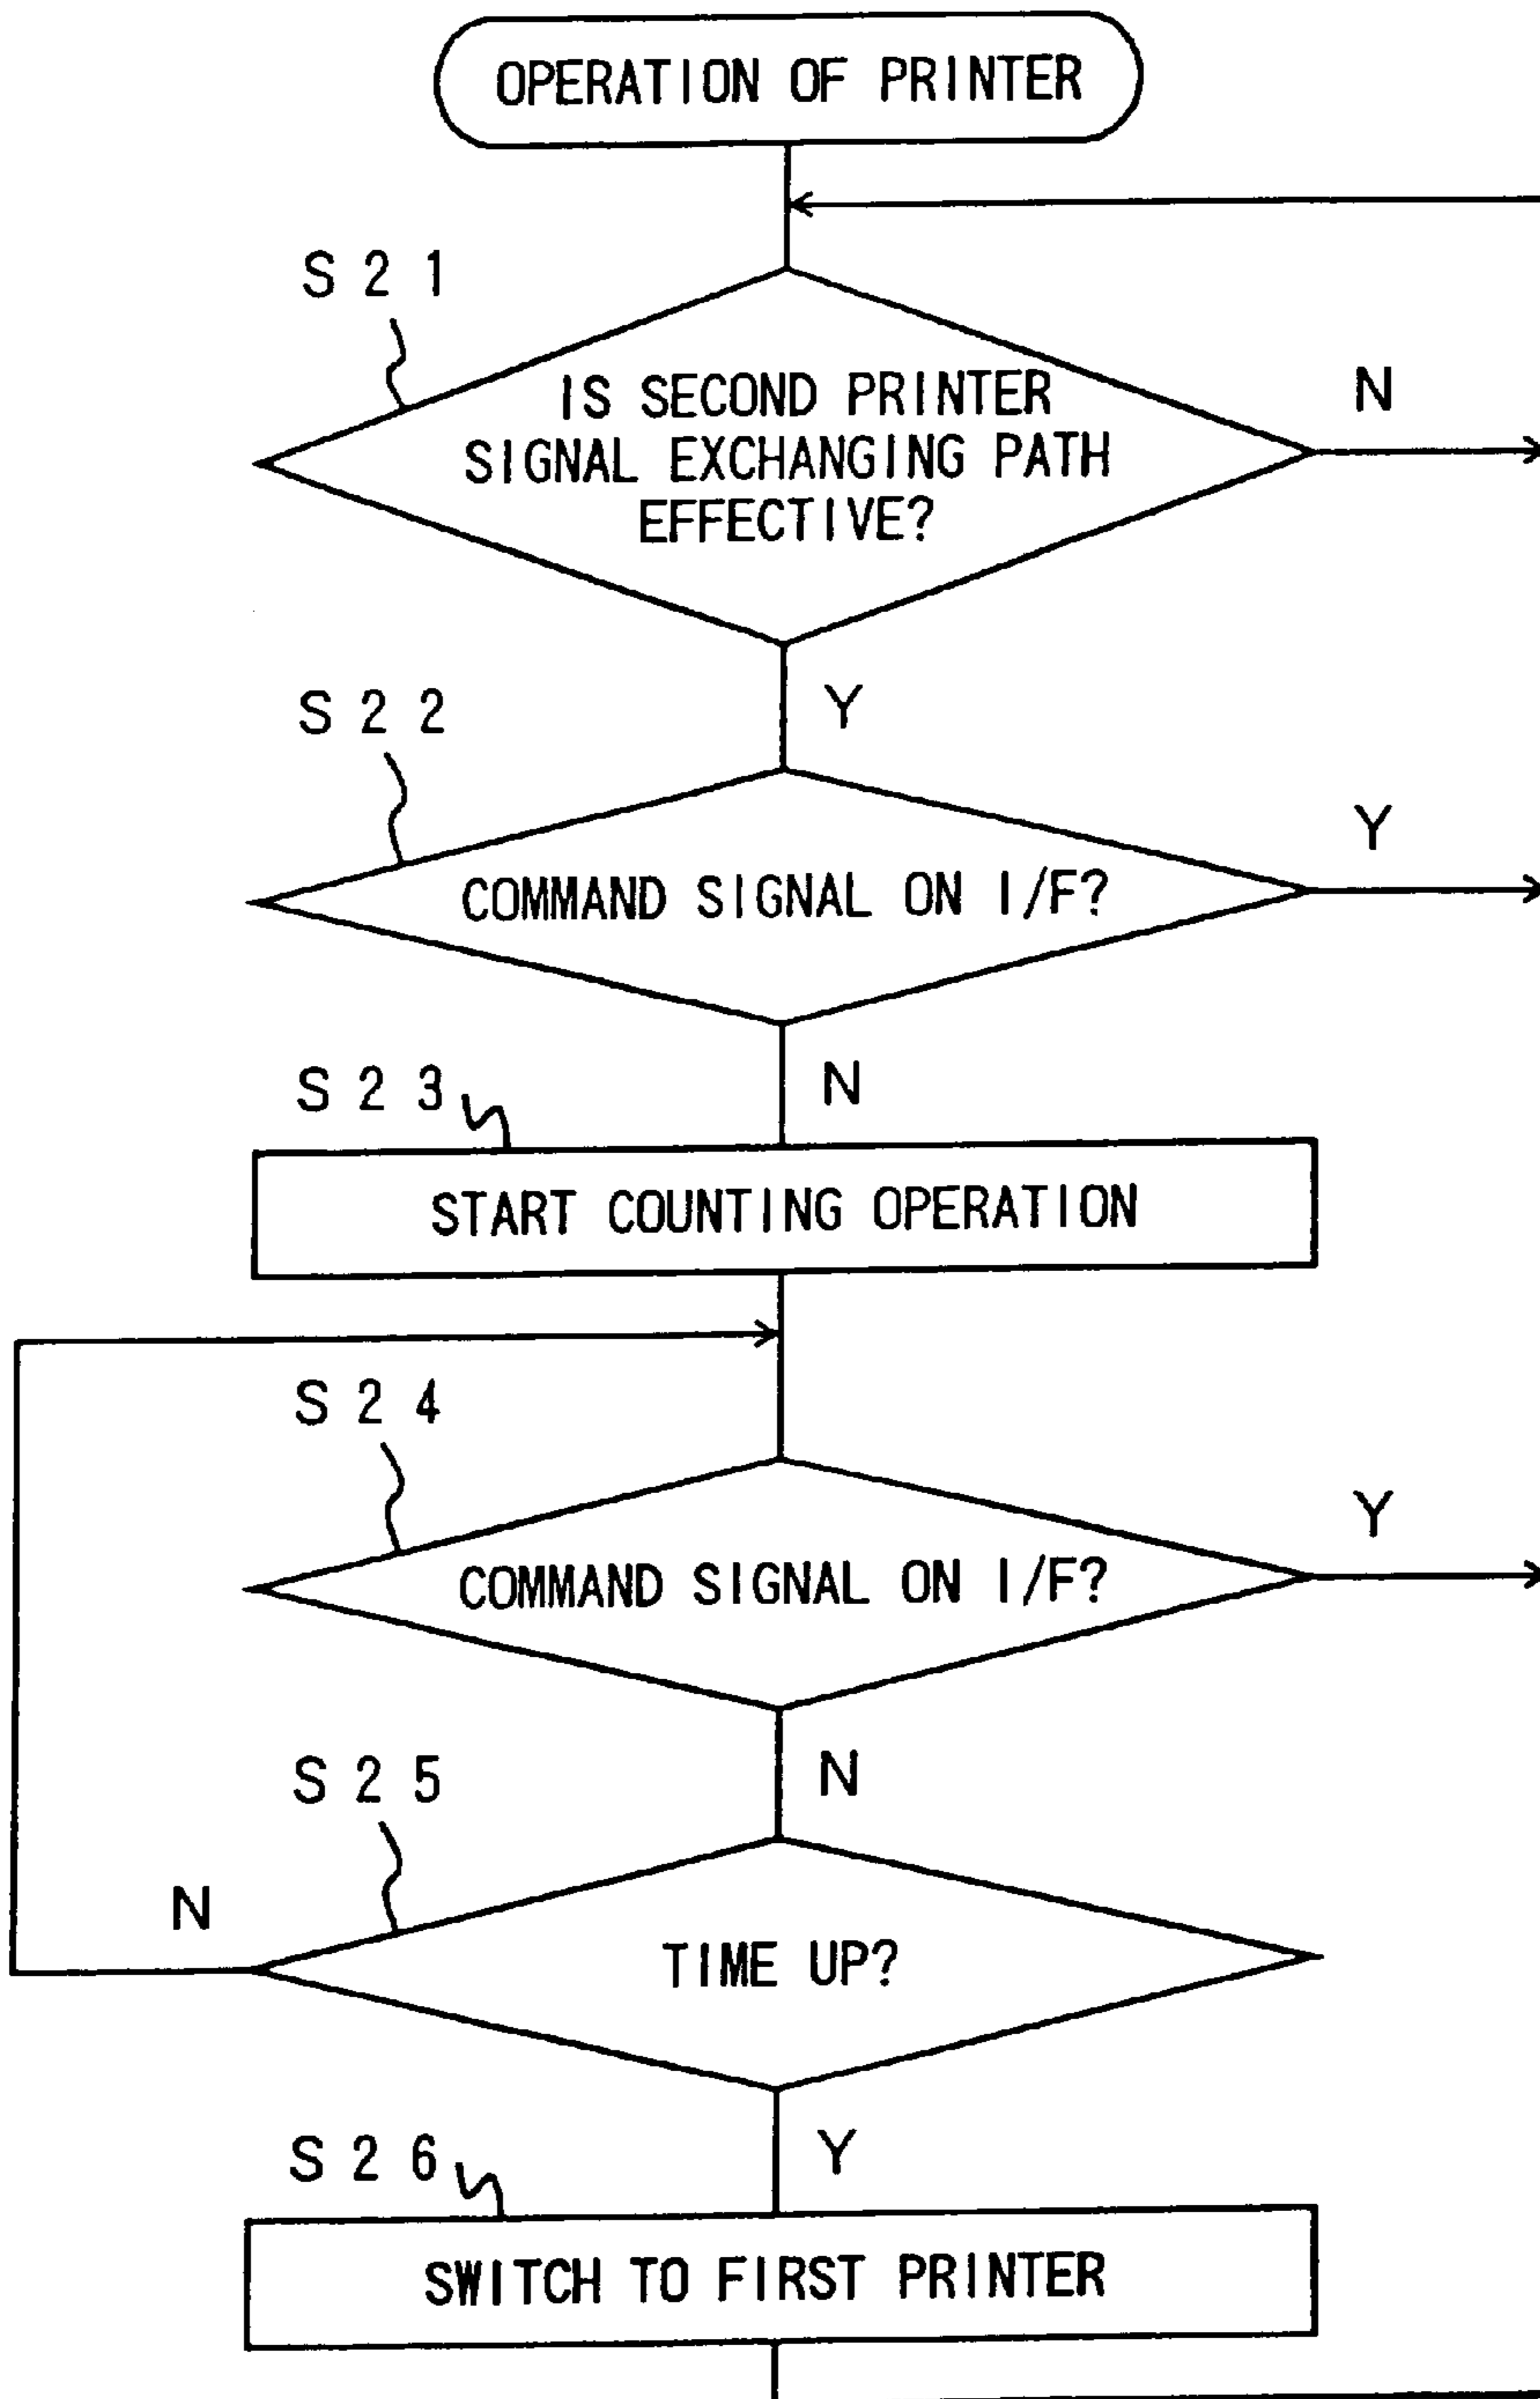 OPERATION OF PRINTER
S21
IS SECOND PRINTER
SIGNAL EXCHANGING PATH
EFFECTIVE?
N
Y
S22
COMMAND SIGNAL ON I/F?
Y
N
S23
START COUNTING OPERATION
S24
COMMAND SIGNAL ON I/F?
Y
N
S25
TIME UP?
N
Y
S26
SWITCH TO FIRST PRINTER